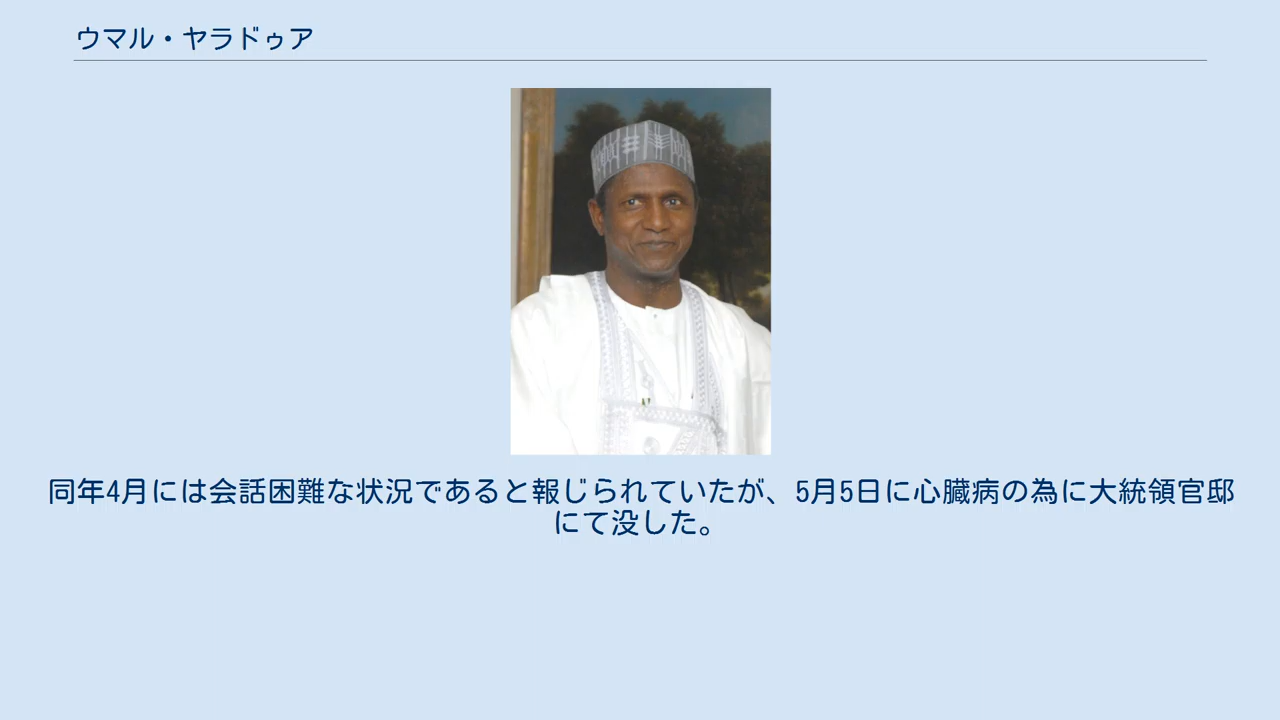 ウマル・ヤラドゥア
同年4月には会話困難な状況であると報じられていたが、5月5日に心臓病の為に大統領官邸
にて没した。